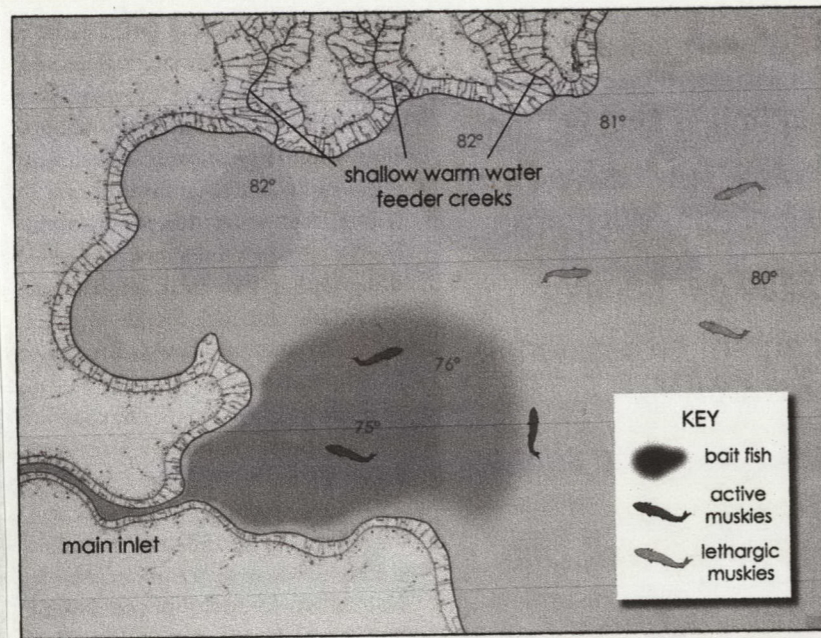 82°
81°
82°
shallow warm water
feeder creeks
80°
76°
75°
main inlet
KEY
bait fish
active
muskies
lethargic
muskies